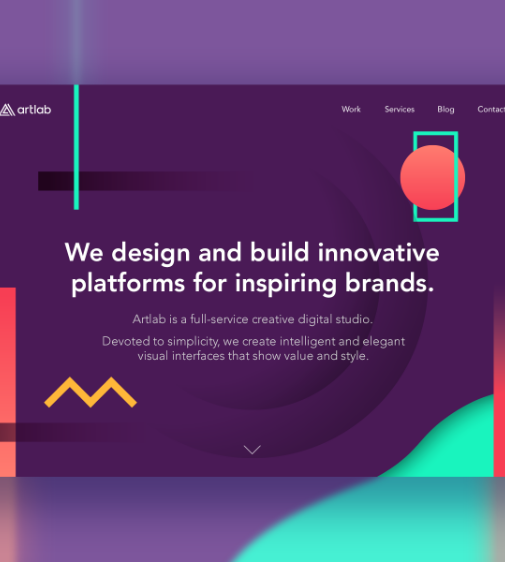 artlab
Work Services Blog Contact
We design and build innovative
platforms for inspiring brands.
Artlab is a full-service creative digital studio.
Devoted to simplicity, we create intelligent and elegant
visual interfaces that show value and style.